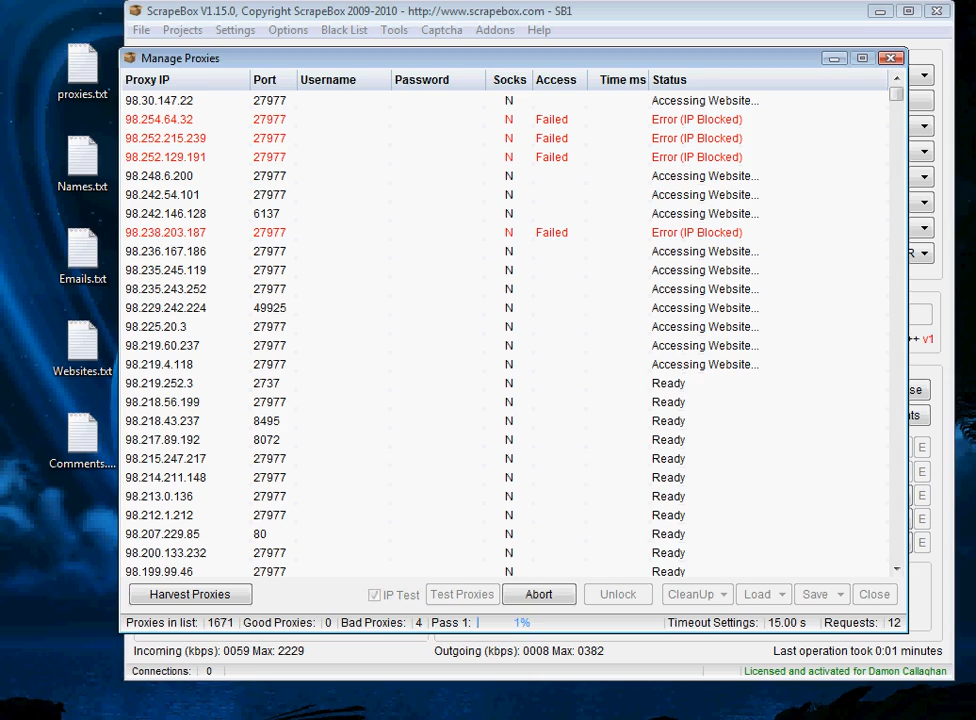 ScrapeBox V1.15.0, Copyright ScrapeBox 2009-2010 - http://www.scrapebox.com - SB1
File Projects Settings Options Black List Tools Captcha Addons Help
Manage Proxies
Proxy IP Port Username Password Socks Access Time ms Status
98.30.147.22 27977 N Accessing Website...
98.254.64.32 27977 N Failed Error (IP Blocked)
98.252.215.239 27977 N Failed Error (IP Blocked)
98.252.129.191 27977 N Failed Error (IP Blocked)
98.248.6.200 27977 N Accessing Website...
98.242.54.101 27977 N Accessing Website...
98.242.146.128 6137 N Accessing Website...
98.238.203.187 27977 N Failed Error (IP Blocked)
98.236.167.186 27977 N Accessing Website...
98.235.245.119 27977 N Accessing Website...
98.235.243.252 27977 N Accessing Website...
98.229.242.224 49925 N Accessing Website...
98.225.20.3 27977 N Accessing Website...
98.219.60.237 27977 N Accessing Website...
98.219.4.118 27977 N Accessing Website...
98.219.252.3 2737 N Ready
98.218.56.199 27977 N Ready
98.218.43.237 8495 N Ready
98.217.89.192 8072 N Ready
98.215.247.217 27977 N Ready
98.214.211.148 27977 N Ready
98.213.0.136 27977 N Ready
98.212.1.212 27977 N Ready
98.207.229.85 80 N Ready
98.200.133.232 27977 N Ready
98.199.99.46 27977 N Ready
Harvest Proxies IP Test Test Proxies Abort Unlock CleanUp Load Save Close
Proxies in list: 1671 Good Proxies: 0 Bad Proxies: 4 Pass 1: 1% Timeout Settings: 15.00 s Requests: 12
Incoming (kbps): 0059 Max: 2229 Outgoing (kbps): 0008 Max: 0382 Last operation took 0:01 minutes
Connections: 0 Licensed and activated for Damon Callaghan
proxies.txt
Names.txt
Emails.txt
Websites.txt
Comments....
R
++ v1
se
ts
E
E
E
E
E